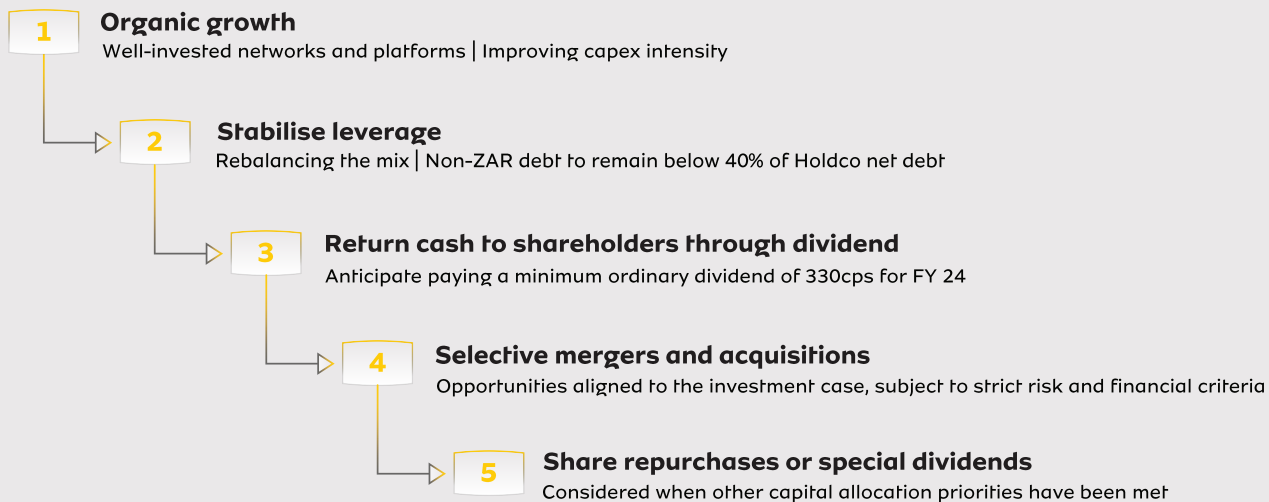 1
Organic growth
Well-invested networks and platforms | Improving capex intensity
2
Stabilise leverage
Rebalancing the mix | Non-ZAR debt to remain below 40% of Holdco net debt
3
Return cash to shareholders through dividend
Anticipate paying a minimum ordinary dividend of 330cps for FY 24
4
Selective mergers and acquisitions
Opportunities aligned to the investment case, subject to strict risk and financial criteria
5
Share repurchases or special dividends
Considered when other capital allocation priorities have been met